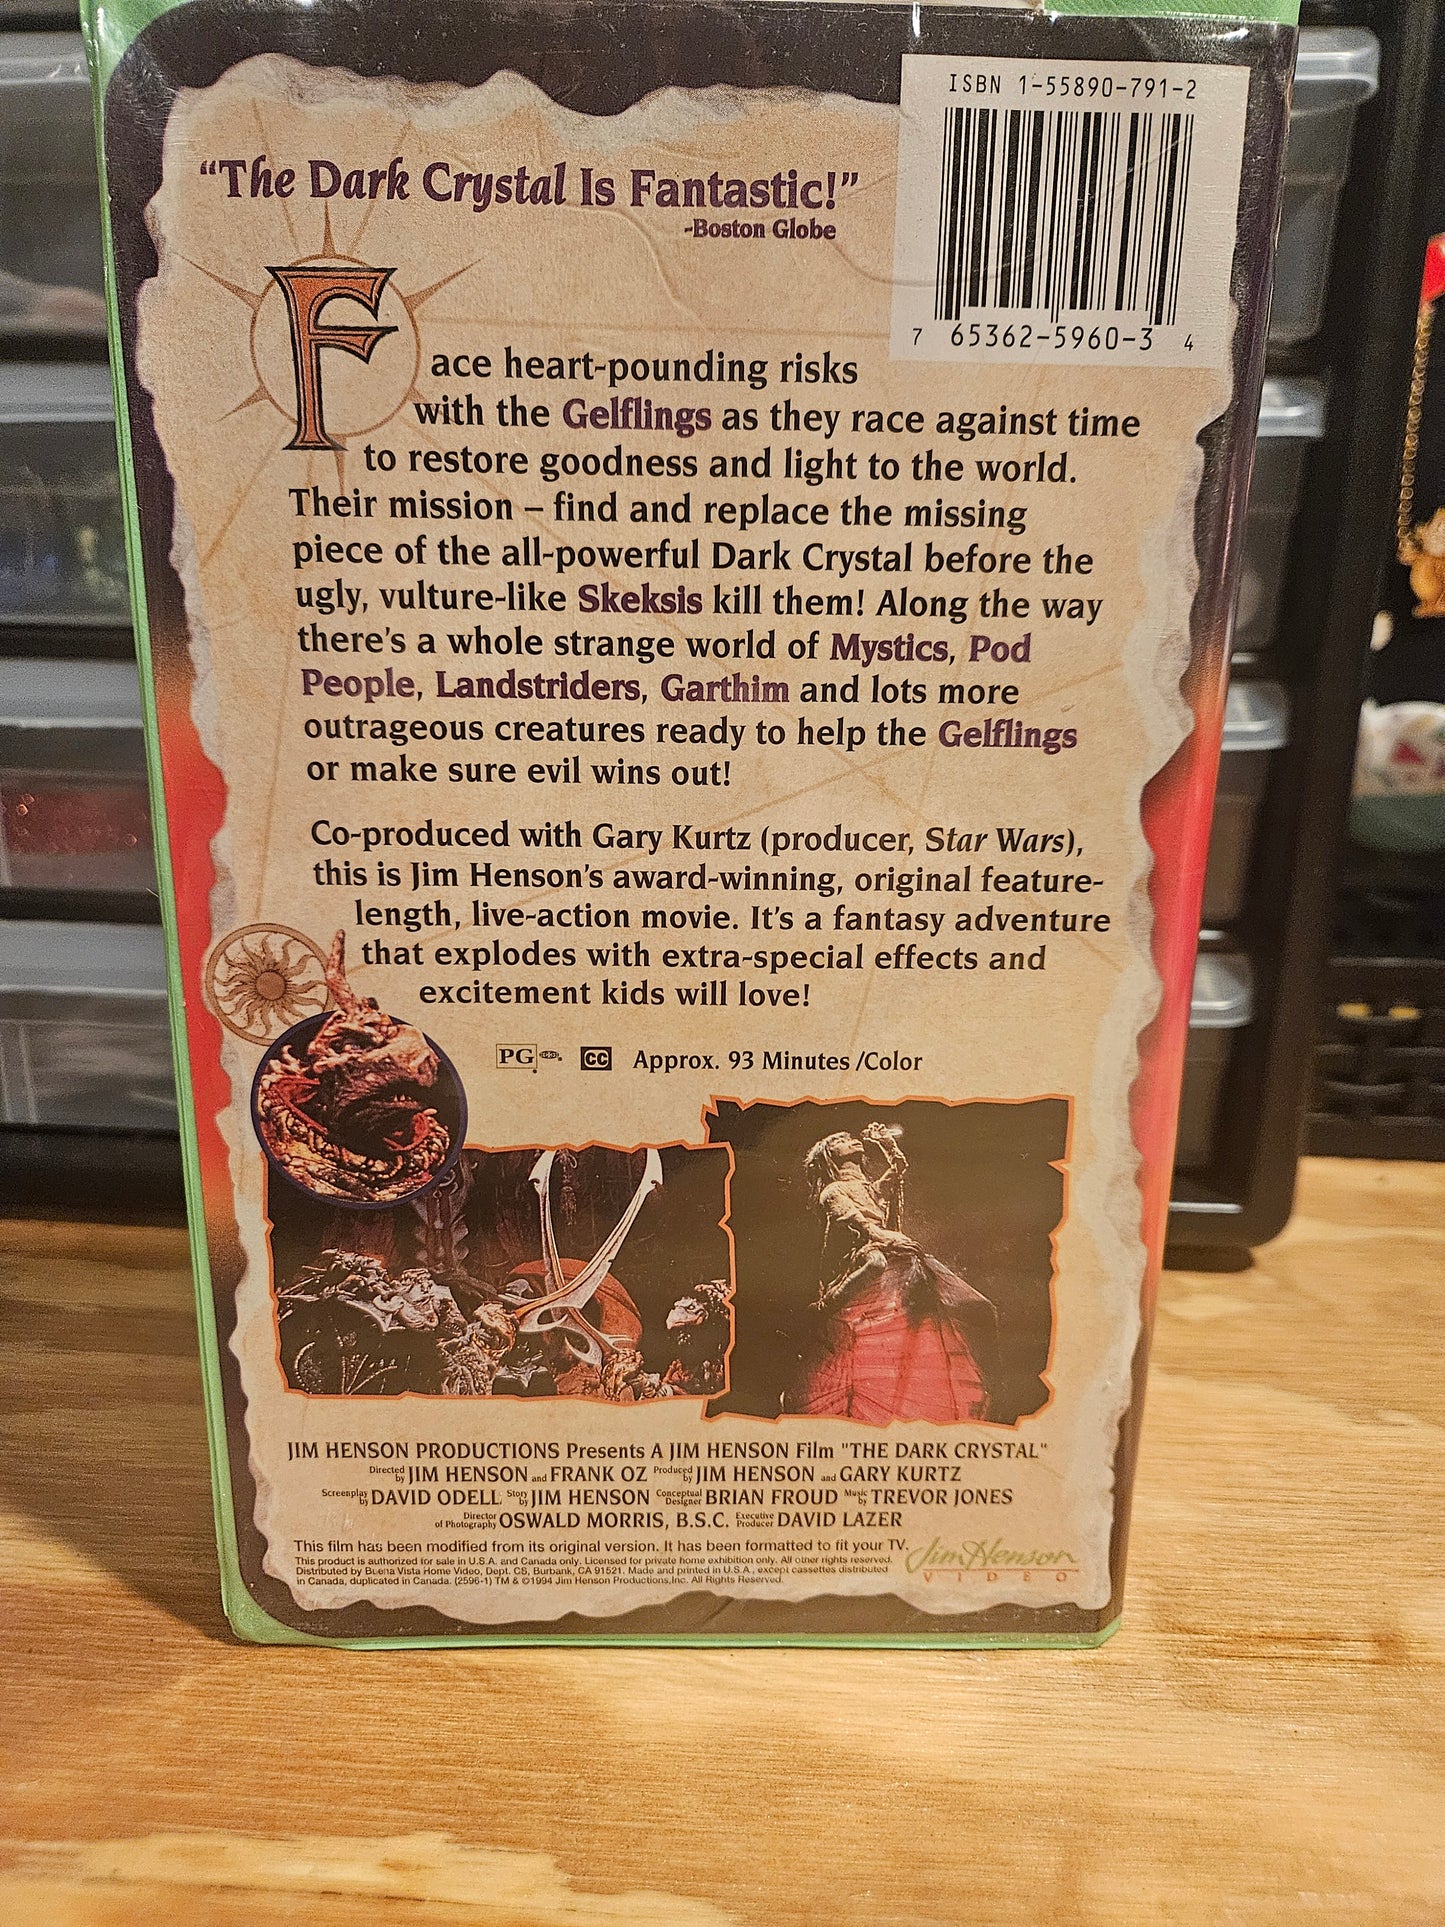 ISBN 1-55890-791-2
7 65362-5960-3 4
"The Dark Crystal Is Fantastic!"
-Boston Globe
Face heart-pounding risks
with the Gelflings as they race against time
to restore goodness and light to the world.
Their mission – find and replace the missing
piece of the all-powerful Dark Crystal before the
ugly, vulture-like Skeksis kill them! Along the way
there's a whole strange world of Mystics, Pod
People, Landstriders, Garthim and lots more
outrageous creatures ready to help the Gelflings
or make sure evil wins out!
Co-produced with Gary Kurtz (producer, Star Wars),
this is Jim Henson's award-winning, original feature-
length, live-action movie. It's a fantasy adventure
that explodes with extra-special effects and
excitement kids will love!
PG CC Approx. 93 Minutes /Color
JIM HENSON PRODUCTIONS Presents A JIM HENSON Film "THE DARK CRYSTAL"
Directed by JIM HENSON and FRANK OZ Produced by JIM HENSON and GARY KURTZ
Screenplay by DAVID ODELL Story by JIM HENSON Conceptual Designer BRIAN FROUD Music by TREVOR JONES
Director of Photography OSWALD MORRIS, B.S.C. Executive Producer DAVID LAZER
This film has been modified from its original version. It has been formatted to fit your TV.
This product is authorized for sale in U.S.A. and Canada only. Licensed for private home exhibition only. All other rights reserved.
Distributed by Buena Vista Home Video, Dept. CS, Burbank, CA 91521. Made and printed in U.S.A., except cassettes distributed
in Canada, duplicated in Canada. (2596-1) TM & ©1994 Jim Henson Productions, Inc. All Rights Reserved.
Jim Henson
VIDEO